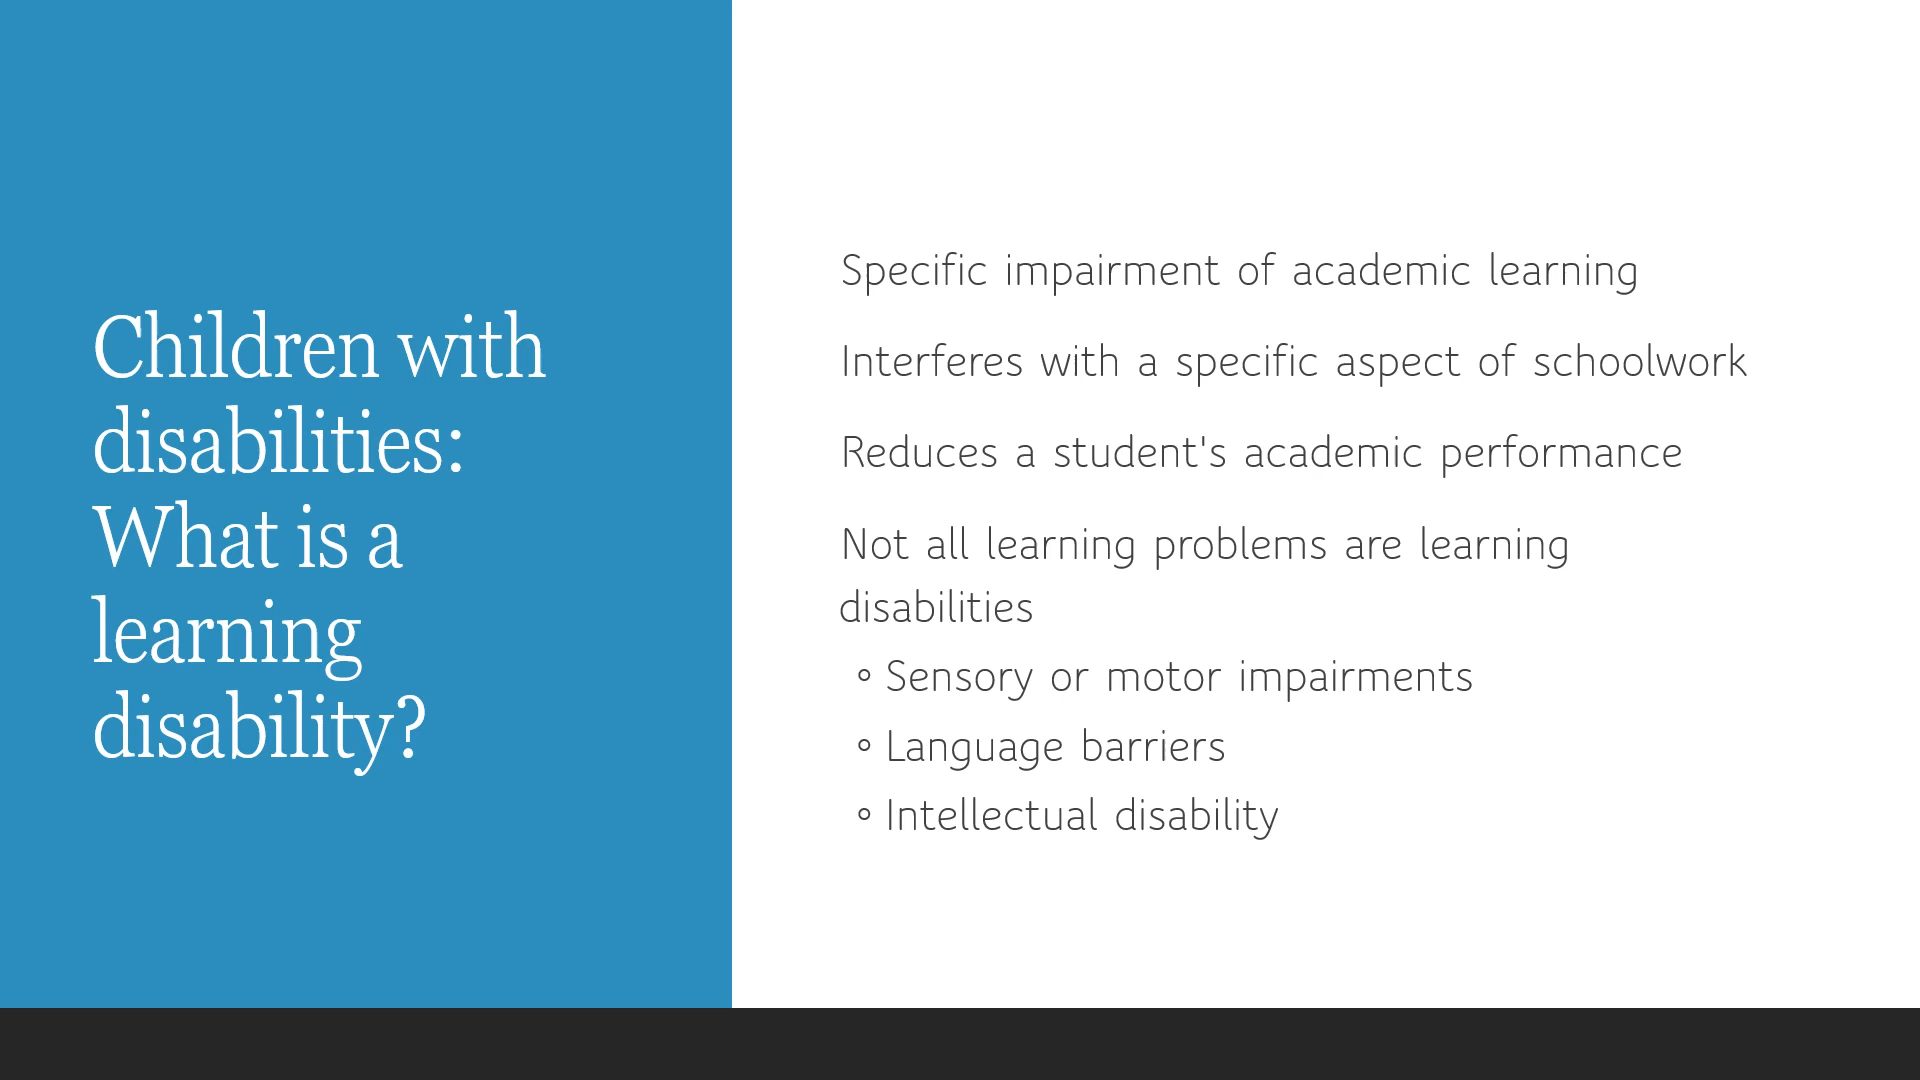 Children with
disabilities:
What is a
learning
disability?
Specific impairment of academic learning
Interferes with a specific aspect of schoolwork
Reduces a student's academic performance
Not all learning problems are learning
disabilities
◦ Sensory or motor impairments
◦ Language barriers
◦ Intellectual disability